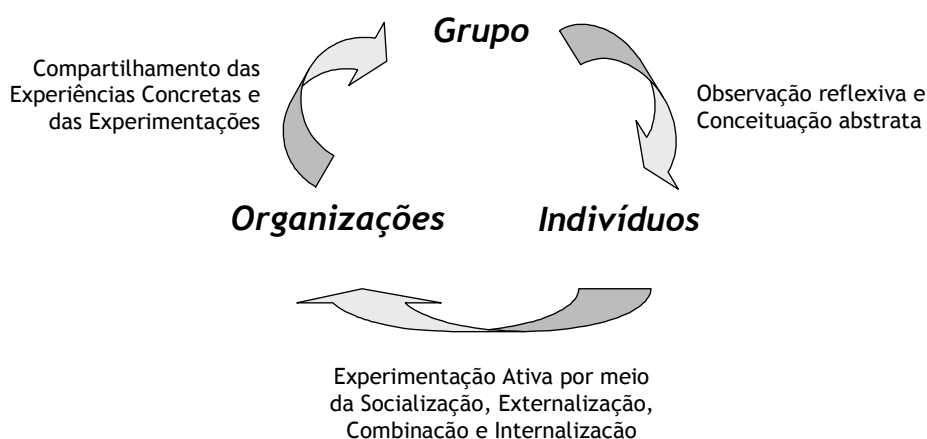 Grupo
Compartilhamento das
Experiências Concretas e
das Experimentações
Observação reflexiva e
Conceituação abstrata
Organizações
Indivíduos
Experimentação Ativa por meio
da Socialização, Externalização,
Combinação e Internalização